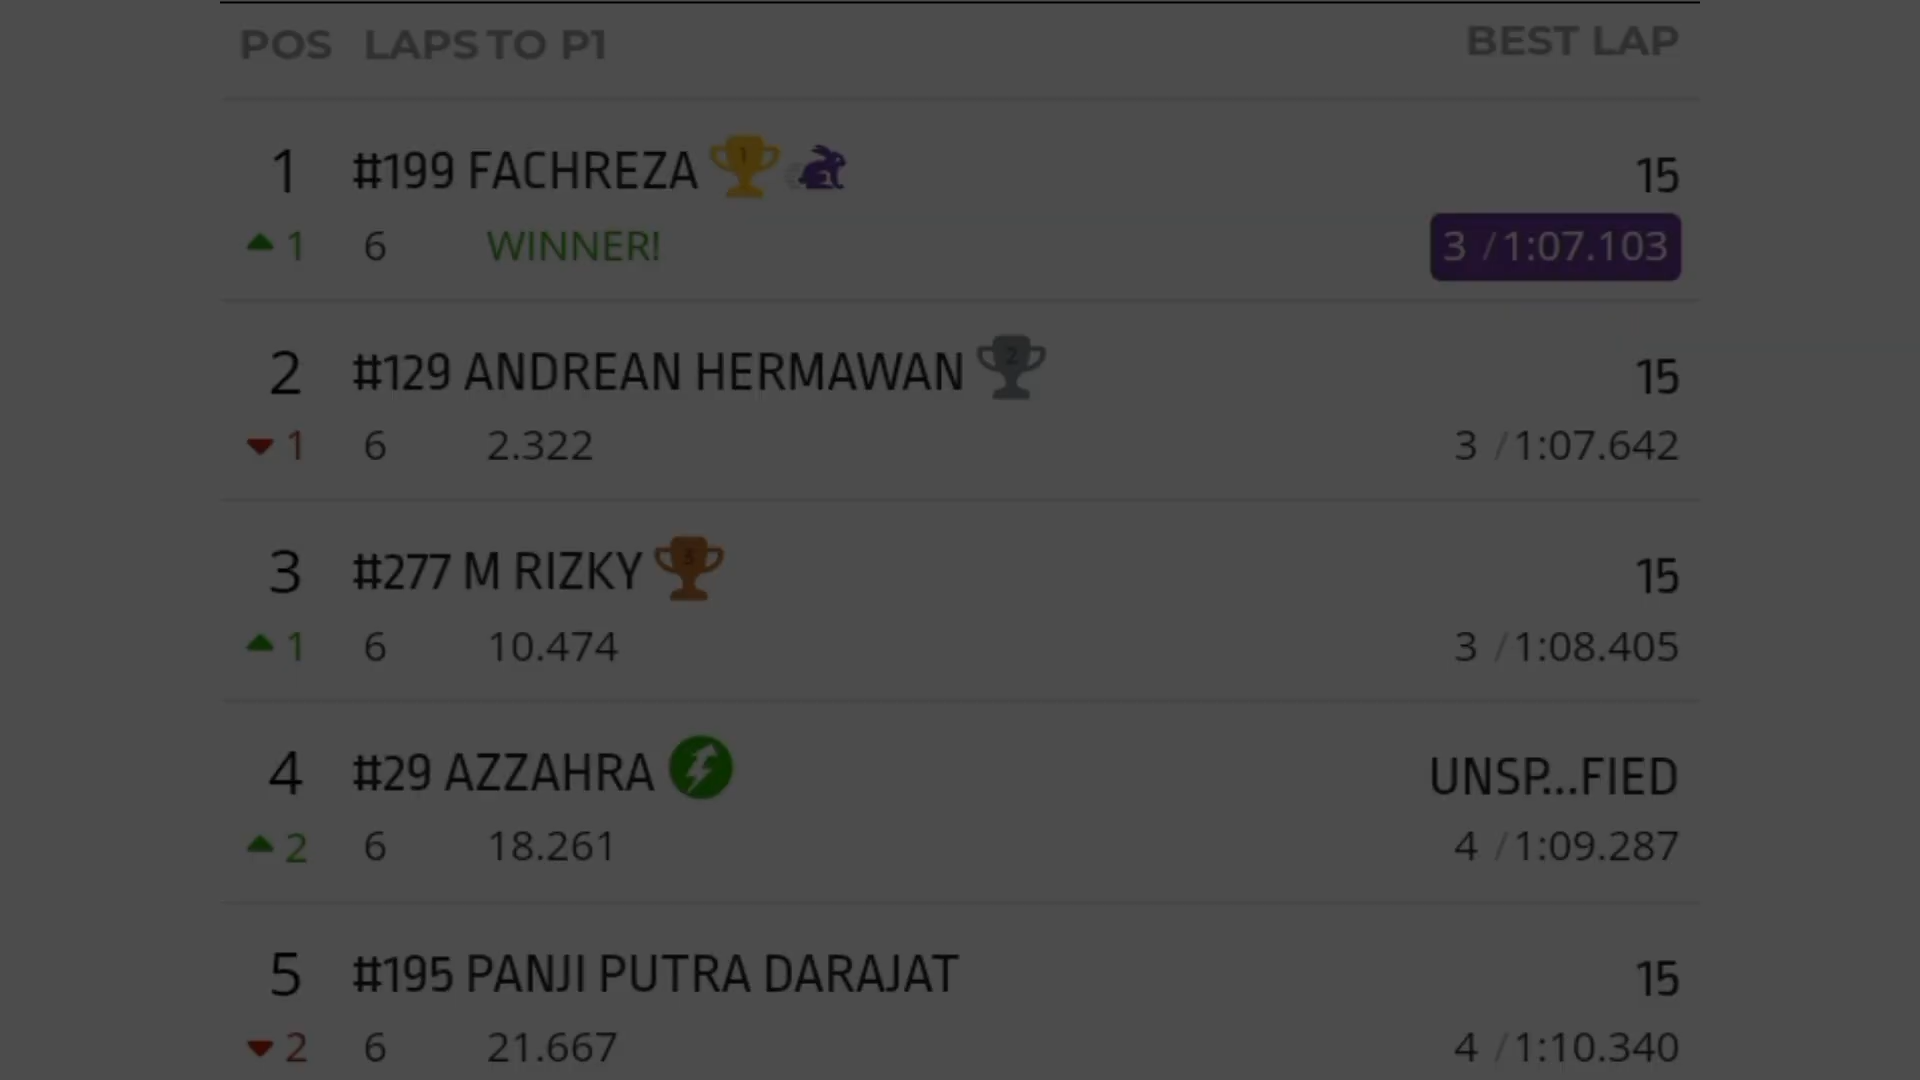 POS LAPS TO P1 BEST LAP
1 #199 FACHREZA 1 15
1 6 WINNER! 3 / 1:07.103
2 #129 ANDREAN HERMAWAN 2 15
1 6 2.322 3 / 1:07.642
3 #277 M RIZKY 3 15
1 6 10.474 3 / 1:08.405
4 #29 AZZAHRA UNSP...FIED
2 6 18.261 4 / 1:09.287
5 #195 PANJI PUTRA DARAJAT 15
2 6 21.667 4 / 1:10.340